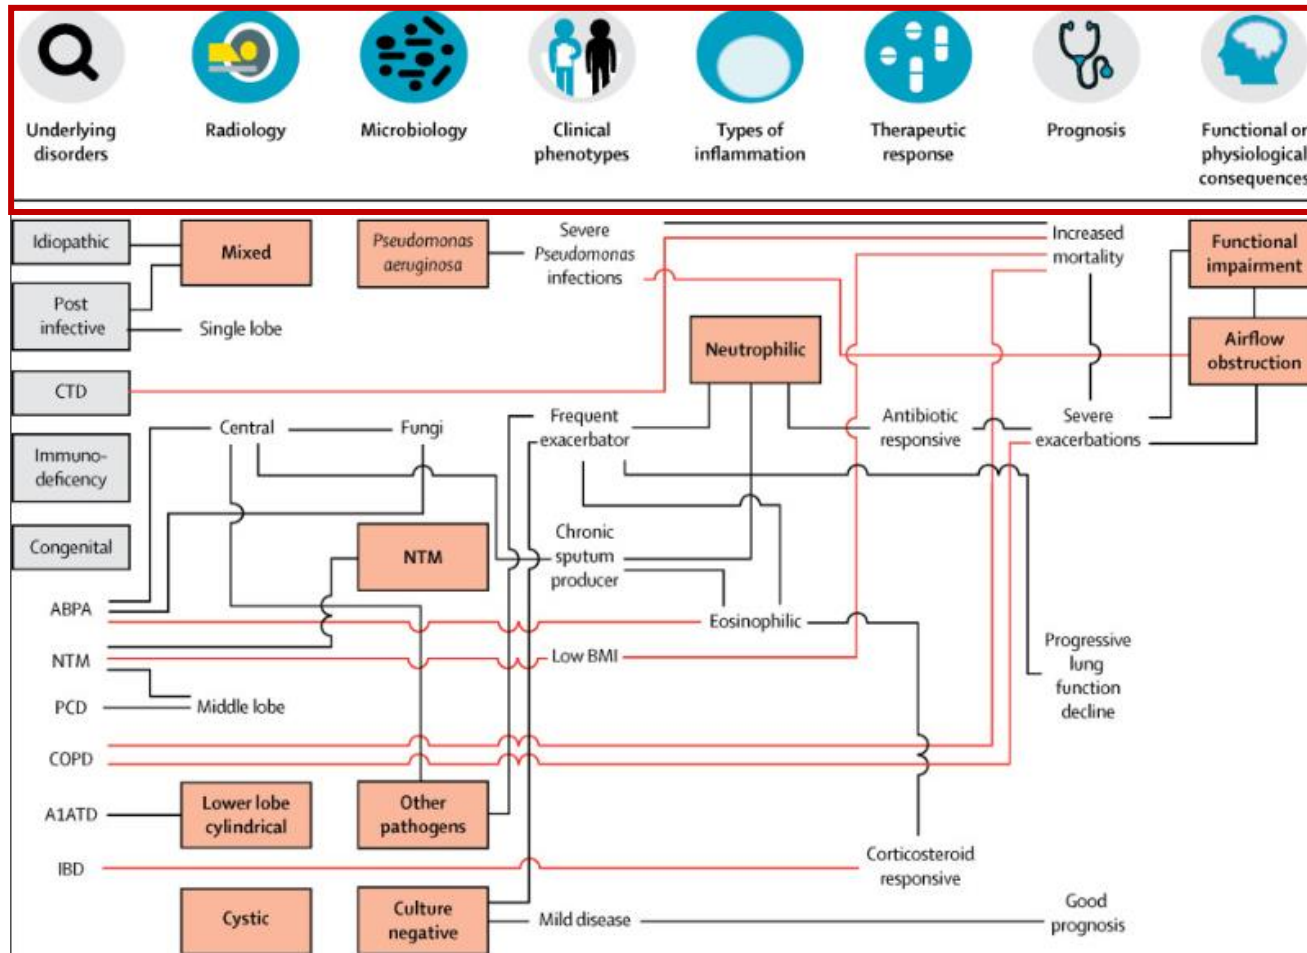 Underlying
disorders
Radiology
Microbiology
Clinical
phenotypes
Types of
inflammation
Therapeutic
response
Prognosis
Functional or
physiological
consequences
Idiopathic
Mixed
Pseudomonas
aeruginosa
Severe
Pseudomonas
infections
Increased
mortality
Functional
impairment
Post
infective
Single lobe
Neutrophilic
Airflow
obstruction
CTD
Central
Fungi
Frequent
exacerbator
Antibiotic
responsive
Severe
exacerbations
Immuno-
deficency
Congenital
NTM
Chronic
sputum
producer
ABPA
Eosinophilic
NTM
Low BMI
Progressive
lung
function
decline
PCD
Middle lobe
COPD
A1ATD
Lower lobe
cylindrical
Other
pathogens
IBD
Corticosteroid
responsive
Cystic
Culture
negative
Mild disease
Good
prognosis